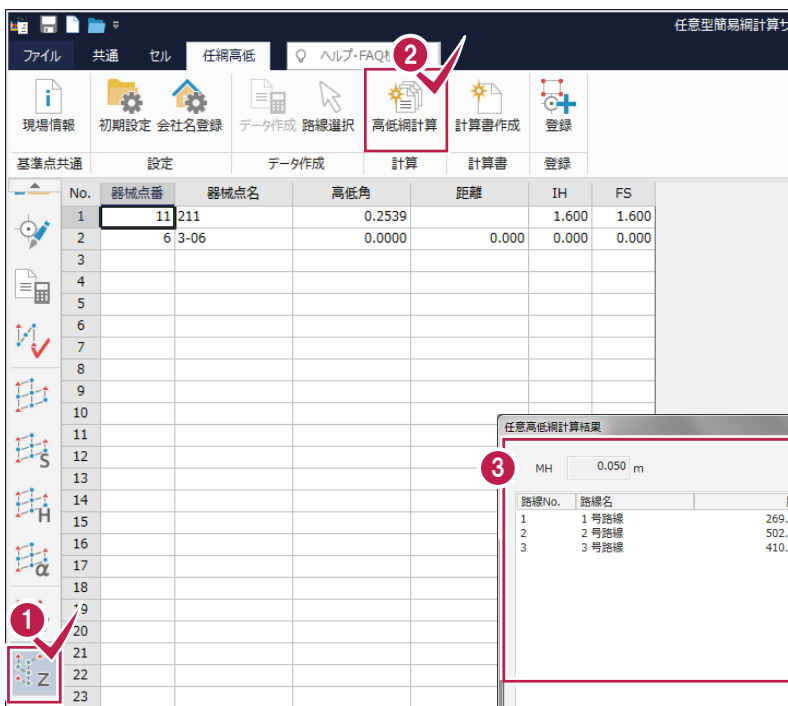 任意型簡易網計算サ
ファイル 共通 セル 任網高低 ヘルプ・FAQ検
2
現場情報 初期設定 会社名登録 データ作成 路線選択 高低網計算 計算書作成 登録
基準点共通 設定 データ作成 計算 計算書 登録
No. 器械点番 器械点名 高低角 距離 IH FS
1 11 211 0.2539 1.600 1.600
2 6 3-06 0.0000 0.000 0.000 0.000
3
4
5
6
7
8
9
10
11
12
13
14
15
16
17
18
19
20
21
22
23
S
H
α
1
Z
任意高低網計算結果
3
MH 0.050 m
路線No. 路線名
1 1 号路線 269.
2 2 号路線 502.
3 3 号路線 410.